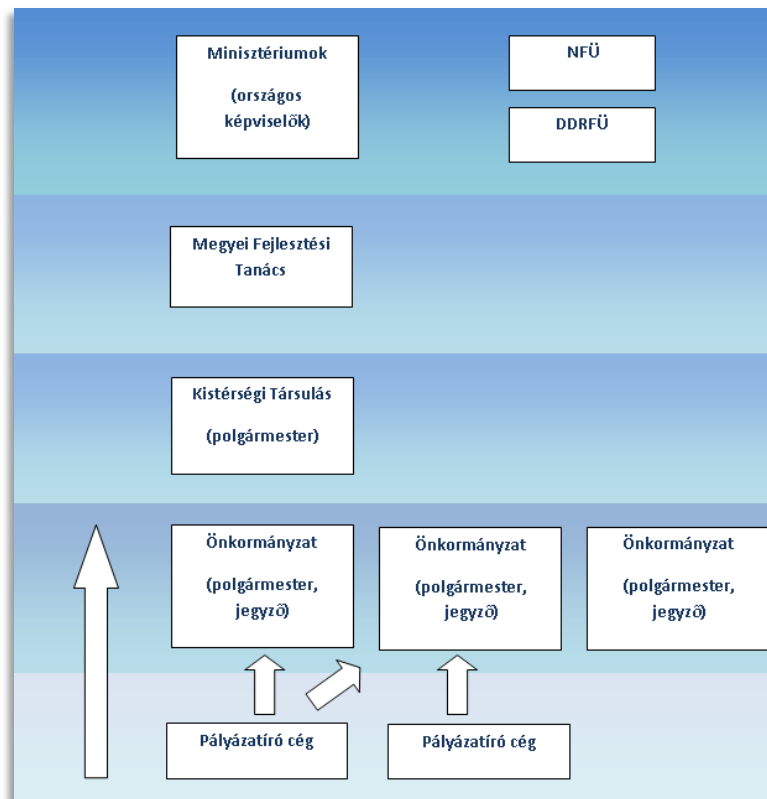 Minisztériumok
(országos
képviselők)
NFÜ
DDRFÜ
Megyei Fejlesztési
Tanács
Kistérségi Társulás
(polgármester)
Önkormányzat
(polgármester,
jegyző)
Önkormányzat
(polgármester,
jegyző)
Önkormányzat
(polgármester,
jegyző)
Pályázatíró cég
Pályázatíró cég